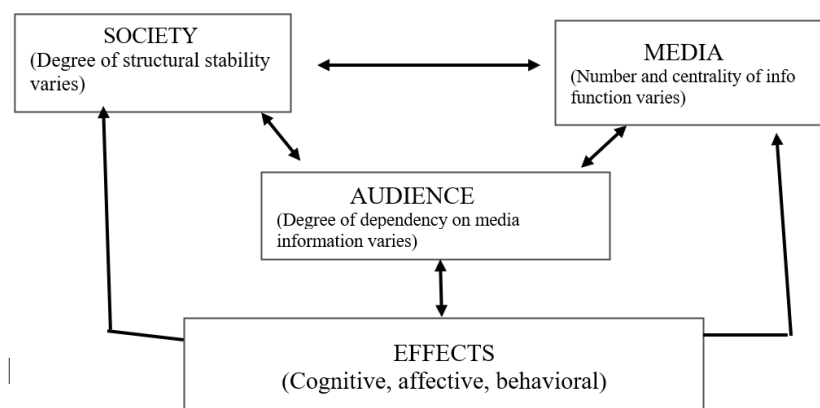 SOCIETY
(Degree of structural stability
varies)
MEDIA
(Number and centrality of info
function varies)
AUDIENCE
(Degree of dependency on media
information varies)
EFFECTS
(Cognitive, affective, behavioral)